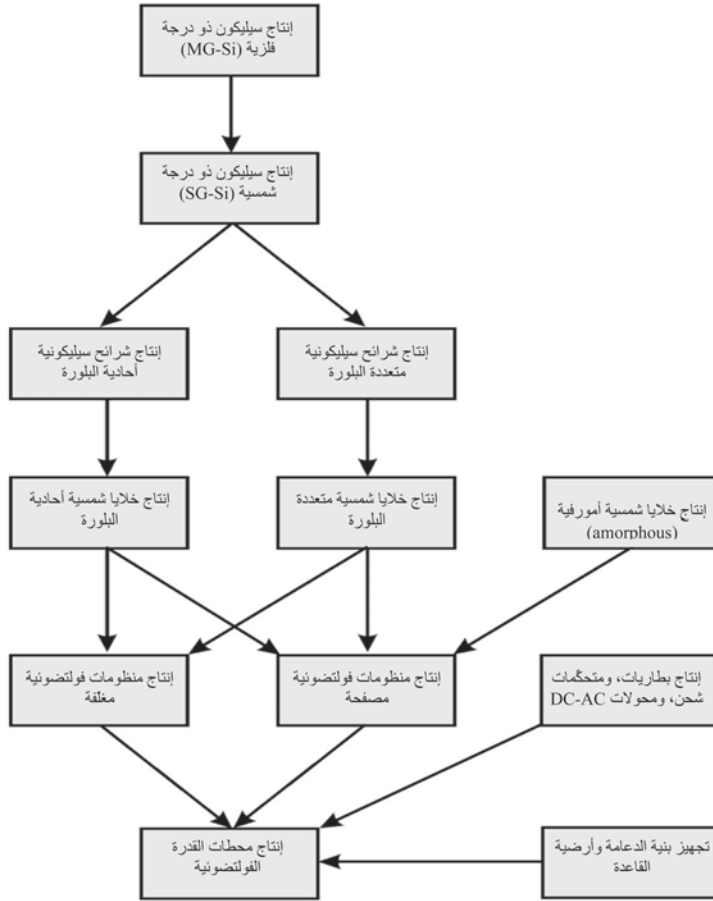 إنتاج سيليكون ذو درجة
فلزية (MG-Si)
إنتاج سيليكون ذو درجة
شمسية (SG-Si)
إنتاج شرائح سيليكونية
أحادية البلورة
إنتاج شرائح سيليكونية
متعددة البلورة
إنتاج خلايا شمسية أحادية
البلورة
إنتاج خلايا شمسية متعددة
البلورة
إنتاج خلايا شمسية أمورفية
(amorphous)
إنتاج منظومات فولتضوئية
مغلفة
إنتاج منظومات فولتضوئية
مصفحة
إنتاج بطاريات، ومتحكّمات
شحن، ومحولات DC-AC
إنتاج محطات القدرة
الفولتضوئية
تجهيز بنية الدعامة وأرضية
القاعدة